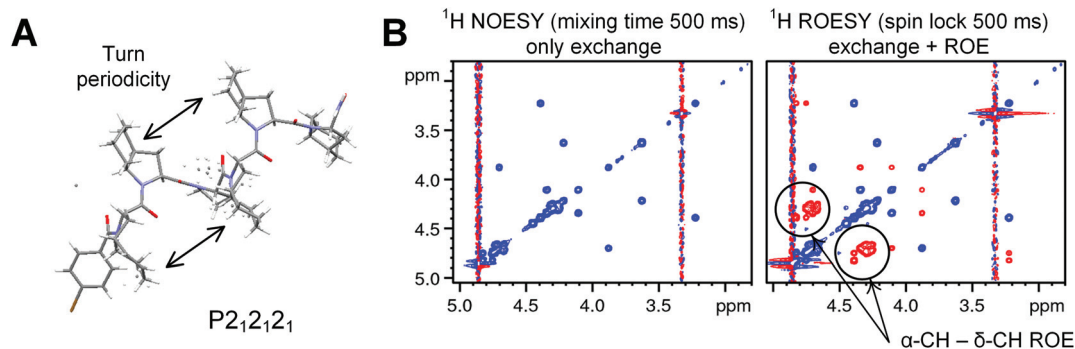 A
Turn
periodicity
P2₁2₁2₁
B
¹H NOESY (mixing time 500 ms)
only exchange
ppm
3.5
4.0
4.5
5.0
5.0 4.5 4.0 3.5 ppm
¹H ROESY (spin lock 500 ms)
exchange + ROE
5.0 4.5 4.0 3.5 ppm
α-CH – δ-CH ROE